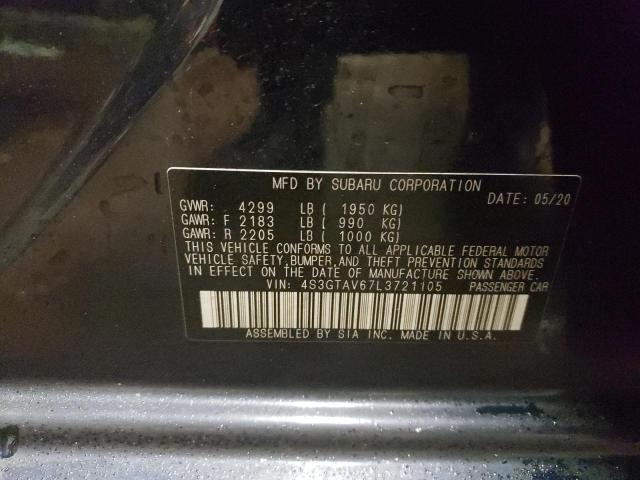 MFD BY SUBARU CORPORATION
DATE: 05/20
GVWR: 4299 LB ( 1950 KG)
GAWR: F 2183 LB ( 990 KG)
GAWR: R 2205 LB ( 1000 KG)
THIS VEHICLE CONFORMS TO ALL APPLICABLE FEDERAL MOTOR
VEHICLE SAFETY, BUMPER, AND THEFT PREVENTION STANDARDS
IN EFFECT ON THE DATE OF MANUFACTURE SHOWN ABOVE.
VIN: 4S3GTAV67L3721105 PASSENGER CAR
ASSEMBLED BY SIA INC. MADE IN U.S.A.